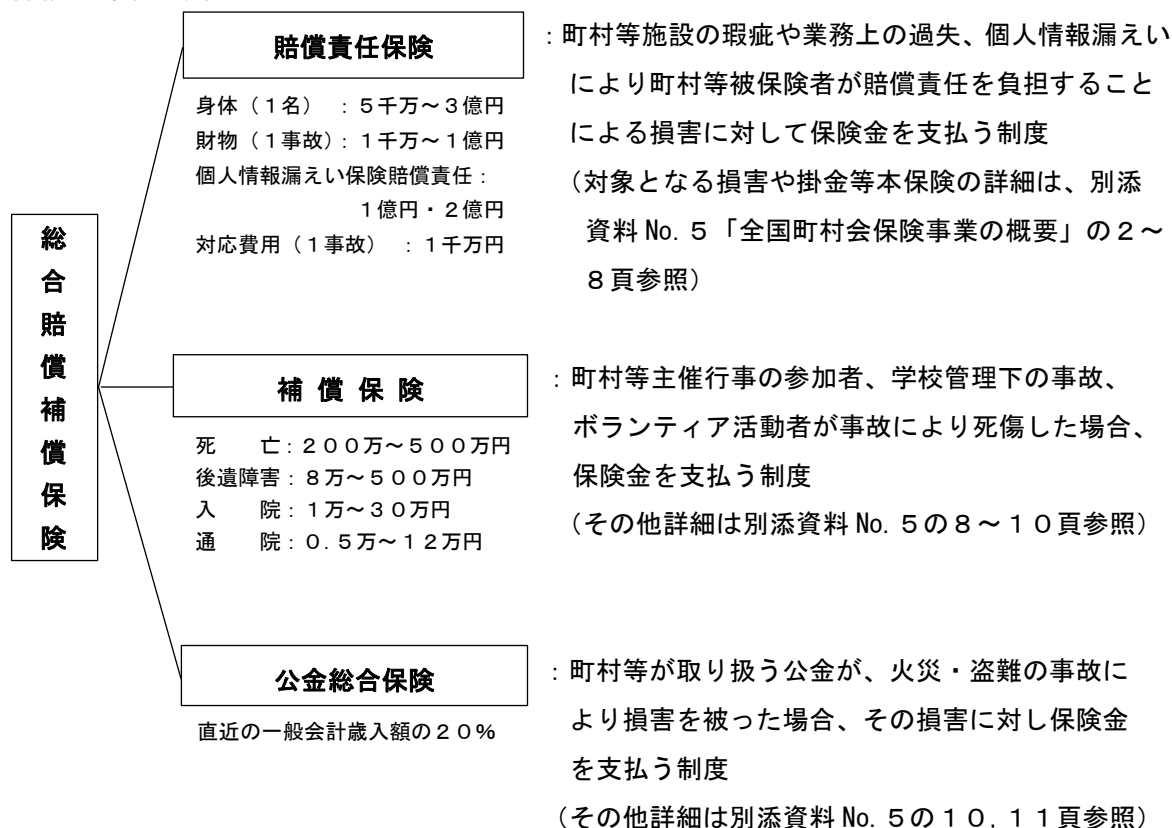 総合賠償補償保険
賠償責任保険
身体（１名）　：５千万～３億円
財物（１事故）：１千万～１億円
個人情報漏えい保険賠償責任：
１億円・２億円
対応費用（１事故）　：１千万円
：町村等施設の瑕疵や業務上の過失、個人情報漏えい
により町村等被保険者が賠償責任を負担すること
による損害に対して保険金を支払う制度
（対象となる損害や掛金等本保険の詳細は、別添
資料 No.５「全国町村会保険事業の概要」の２～
８頁参照）
補 償 保 険
死　　亡：２００万～５００万円
後遺障害：８万～５００万円
入　　院：１万～３０万円
通　　院：０.５万～１２万円
：町村等主催行事の参加者、学校管理下の事故、
ボランティア活動者が事故により死傷した場合、
保険金を支払う制度
（その他詳細は別添資料 No.５の８～１０頁参照）
公金総合保険
直近の一般会計歳入額の２０%
：町村等が取り扱う公金が、火災・盗難の事故に
より損害を被った場合、その損害に対し保険金
を支払う制度
（その他詳細は別添資料 No.５の１０,１１頁参照）